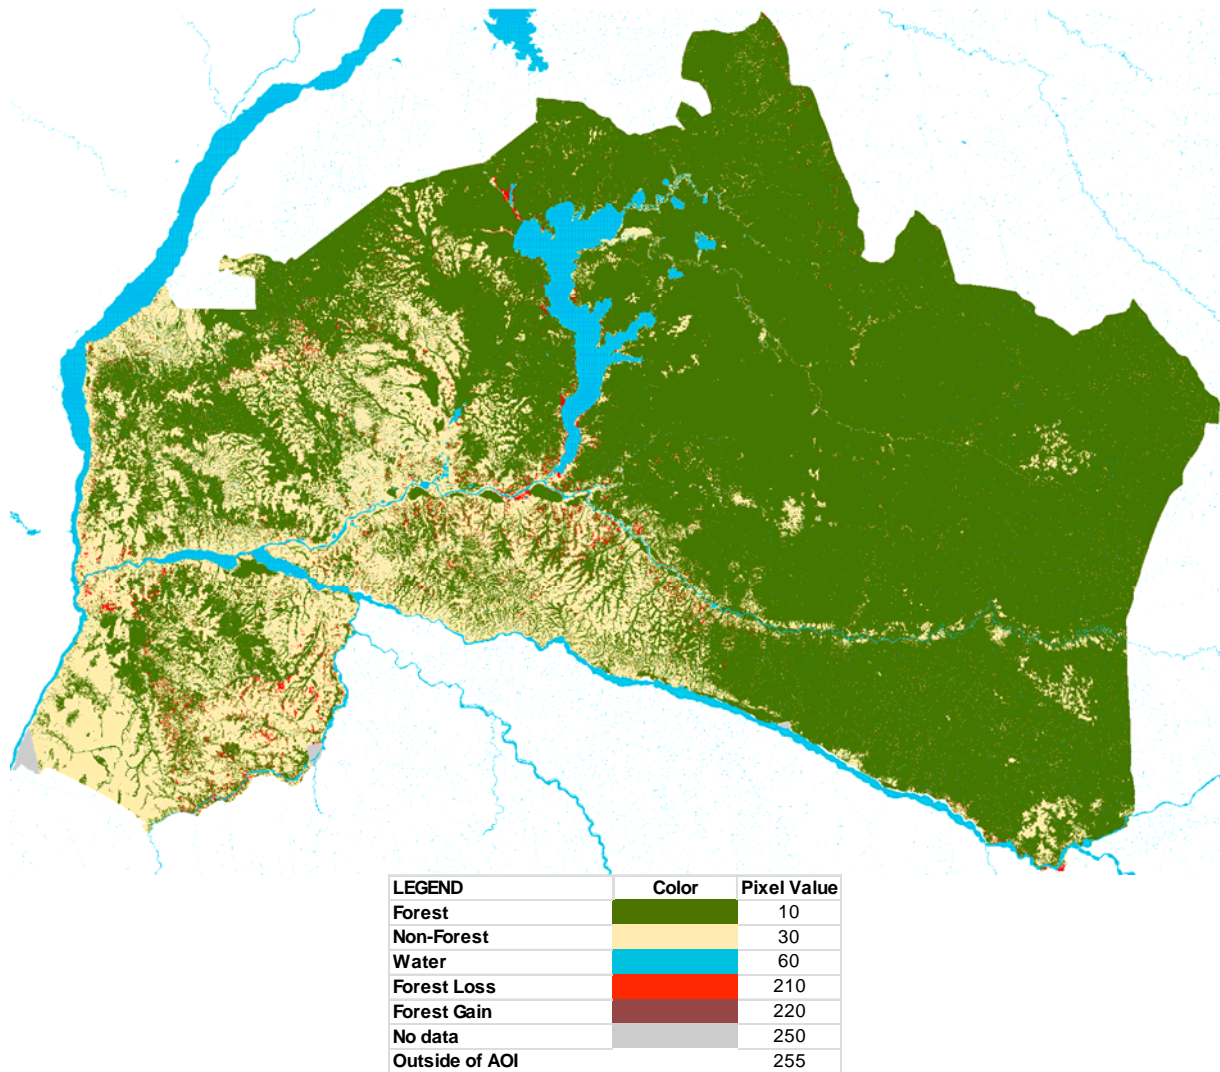 LEGEND Color Pixel Value
Forest 10
Non-Forest 30
Water 60
Forest Loss 210
Forest Gain 220
No data 250
Outside of AOI 255